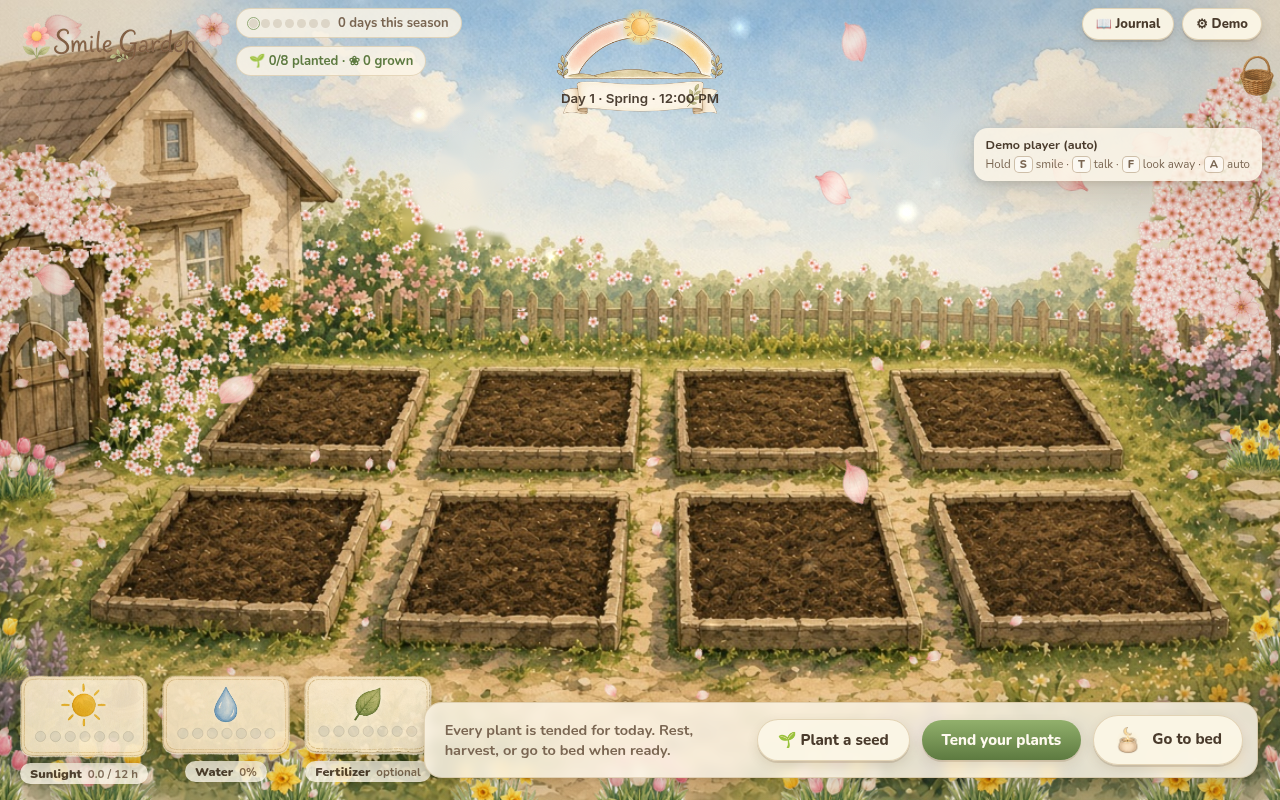 Smile Garden
0 days this season
0/8 planted · 0 grown
Day 1 · Spring · 12:00 PM
Journal
Demo
Demo player (auto)
Hold S smile · T talk · F look away · A auto
Sunlight 0.0 / 12 h
Water 0%
Fertilizer optional
Every plant is tended for today. Rest,
harvest, or go to bed when ready.
Plant a seed
Tend your plants
Go to bed